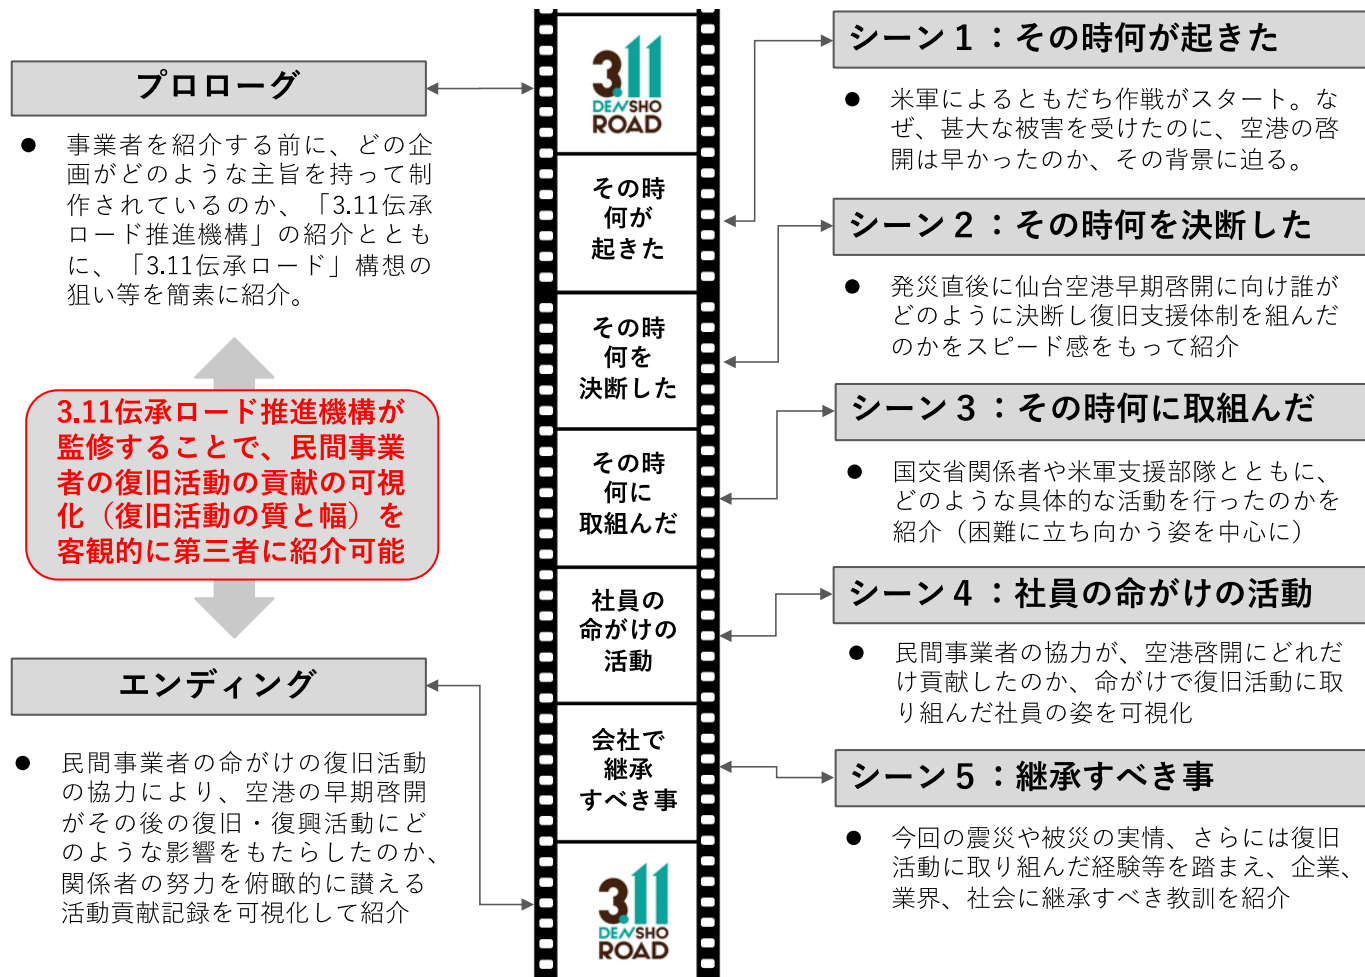 プロローグ
● 事業者を紹介する前に、どの企
画がどのような主旨を持って制
作されているのか、「3.11伝承
ロード推進機構」の紹介ととも
に、「3.11伝承ロード」構想の
狙い等を簡素に紹介。
3.11伝承ロード推進機構が
監修することで、民間事業
者の復旧活動の貢献の可視
化（復旧活動の質と幅）を
客観的に第三者に紹介可能
エンディング
● 民間事業者の命がけの復旧活動
の協力により、空港の早期啓開
がその後の復旧・復興活動にど
のような影響をもたらしたのか、
関係者の努力を俯瞰的に讃える
活動貢献記録を可視化して紹介
3.11
DENSHO
ROAD
その時
何が
起きた
その時
何を
決断した
その時
何に
取組んだ
社員の
命がけの
活動
会社で
継承
すべき事
3.11
DENSHO
ROAD
シーン１：その時何が起きた
● 米軍によるともだち作戦がスタート。な
ぜ、甚大な被害を受けたのに、空港の啓
開は早かったのか、その背景に迫る。
シーン２：その時何を決断した
● 発災直後に仙台空港早期啓開に向け誰が
どのように決断し復旧支援体制を組んだ
のかをスピード感をもって紹介
シーン３：その時何に取組んだ
● 国交省関係者や米軍支援部隊とともに、
どのような具体的な活動を行ったのかを
紹介（困難に立ち向かう姿を中心に）
シーン４：社員の命がけの活動
● 民間事業者の協力が、空港啓開にどれだ
け貢献したのか、命がけで復旧活動に取
り組んだ社員の姿を可視化
シーン５：継承すべき事
● 今回の震災や被災の実情、さらには復旧
活動に取り組んだ経験等を踏まえ、企業、
業界、社会に継承すべき教訓を紹介